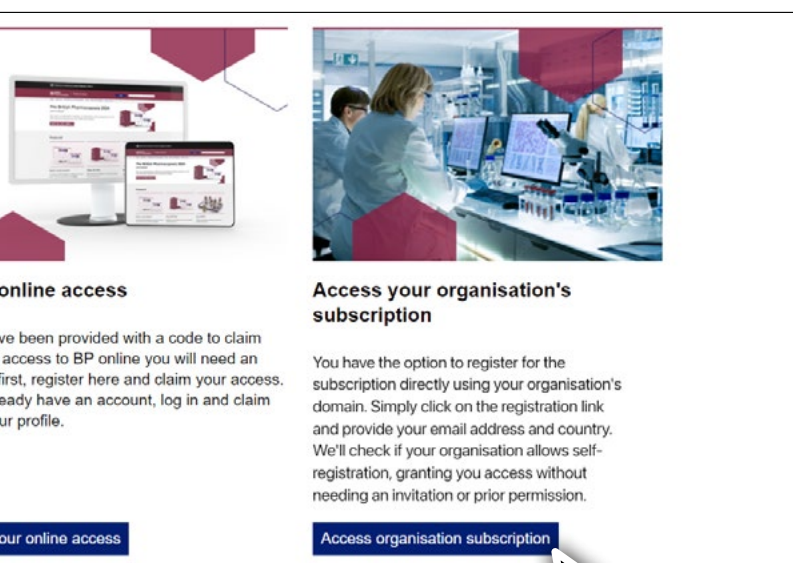 online access
ve been provided with a code to claim
access to BP online you will need an
first, register here and claim your access.
eady have an account, log in and claim
ur profile.
our online access
Access your organisation's
subscription
You have the option to register for the
subscription directly using your organisation's
domain. Simply click on the registration link
and provide your email address and country.
We'll check if your organisation allows self-
registration, granting you access without
needing an invitation or prior permission.
Access organisation subscription